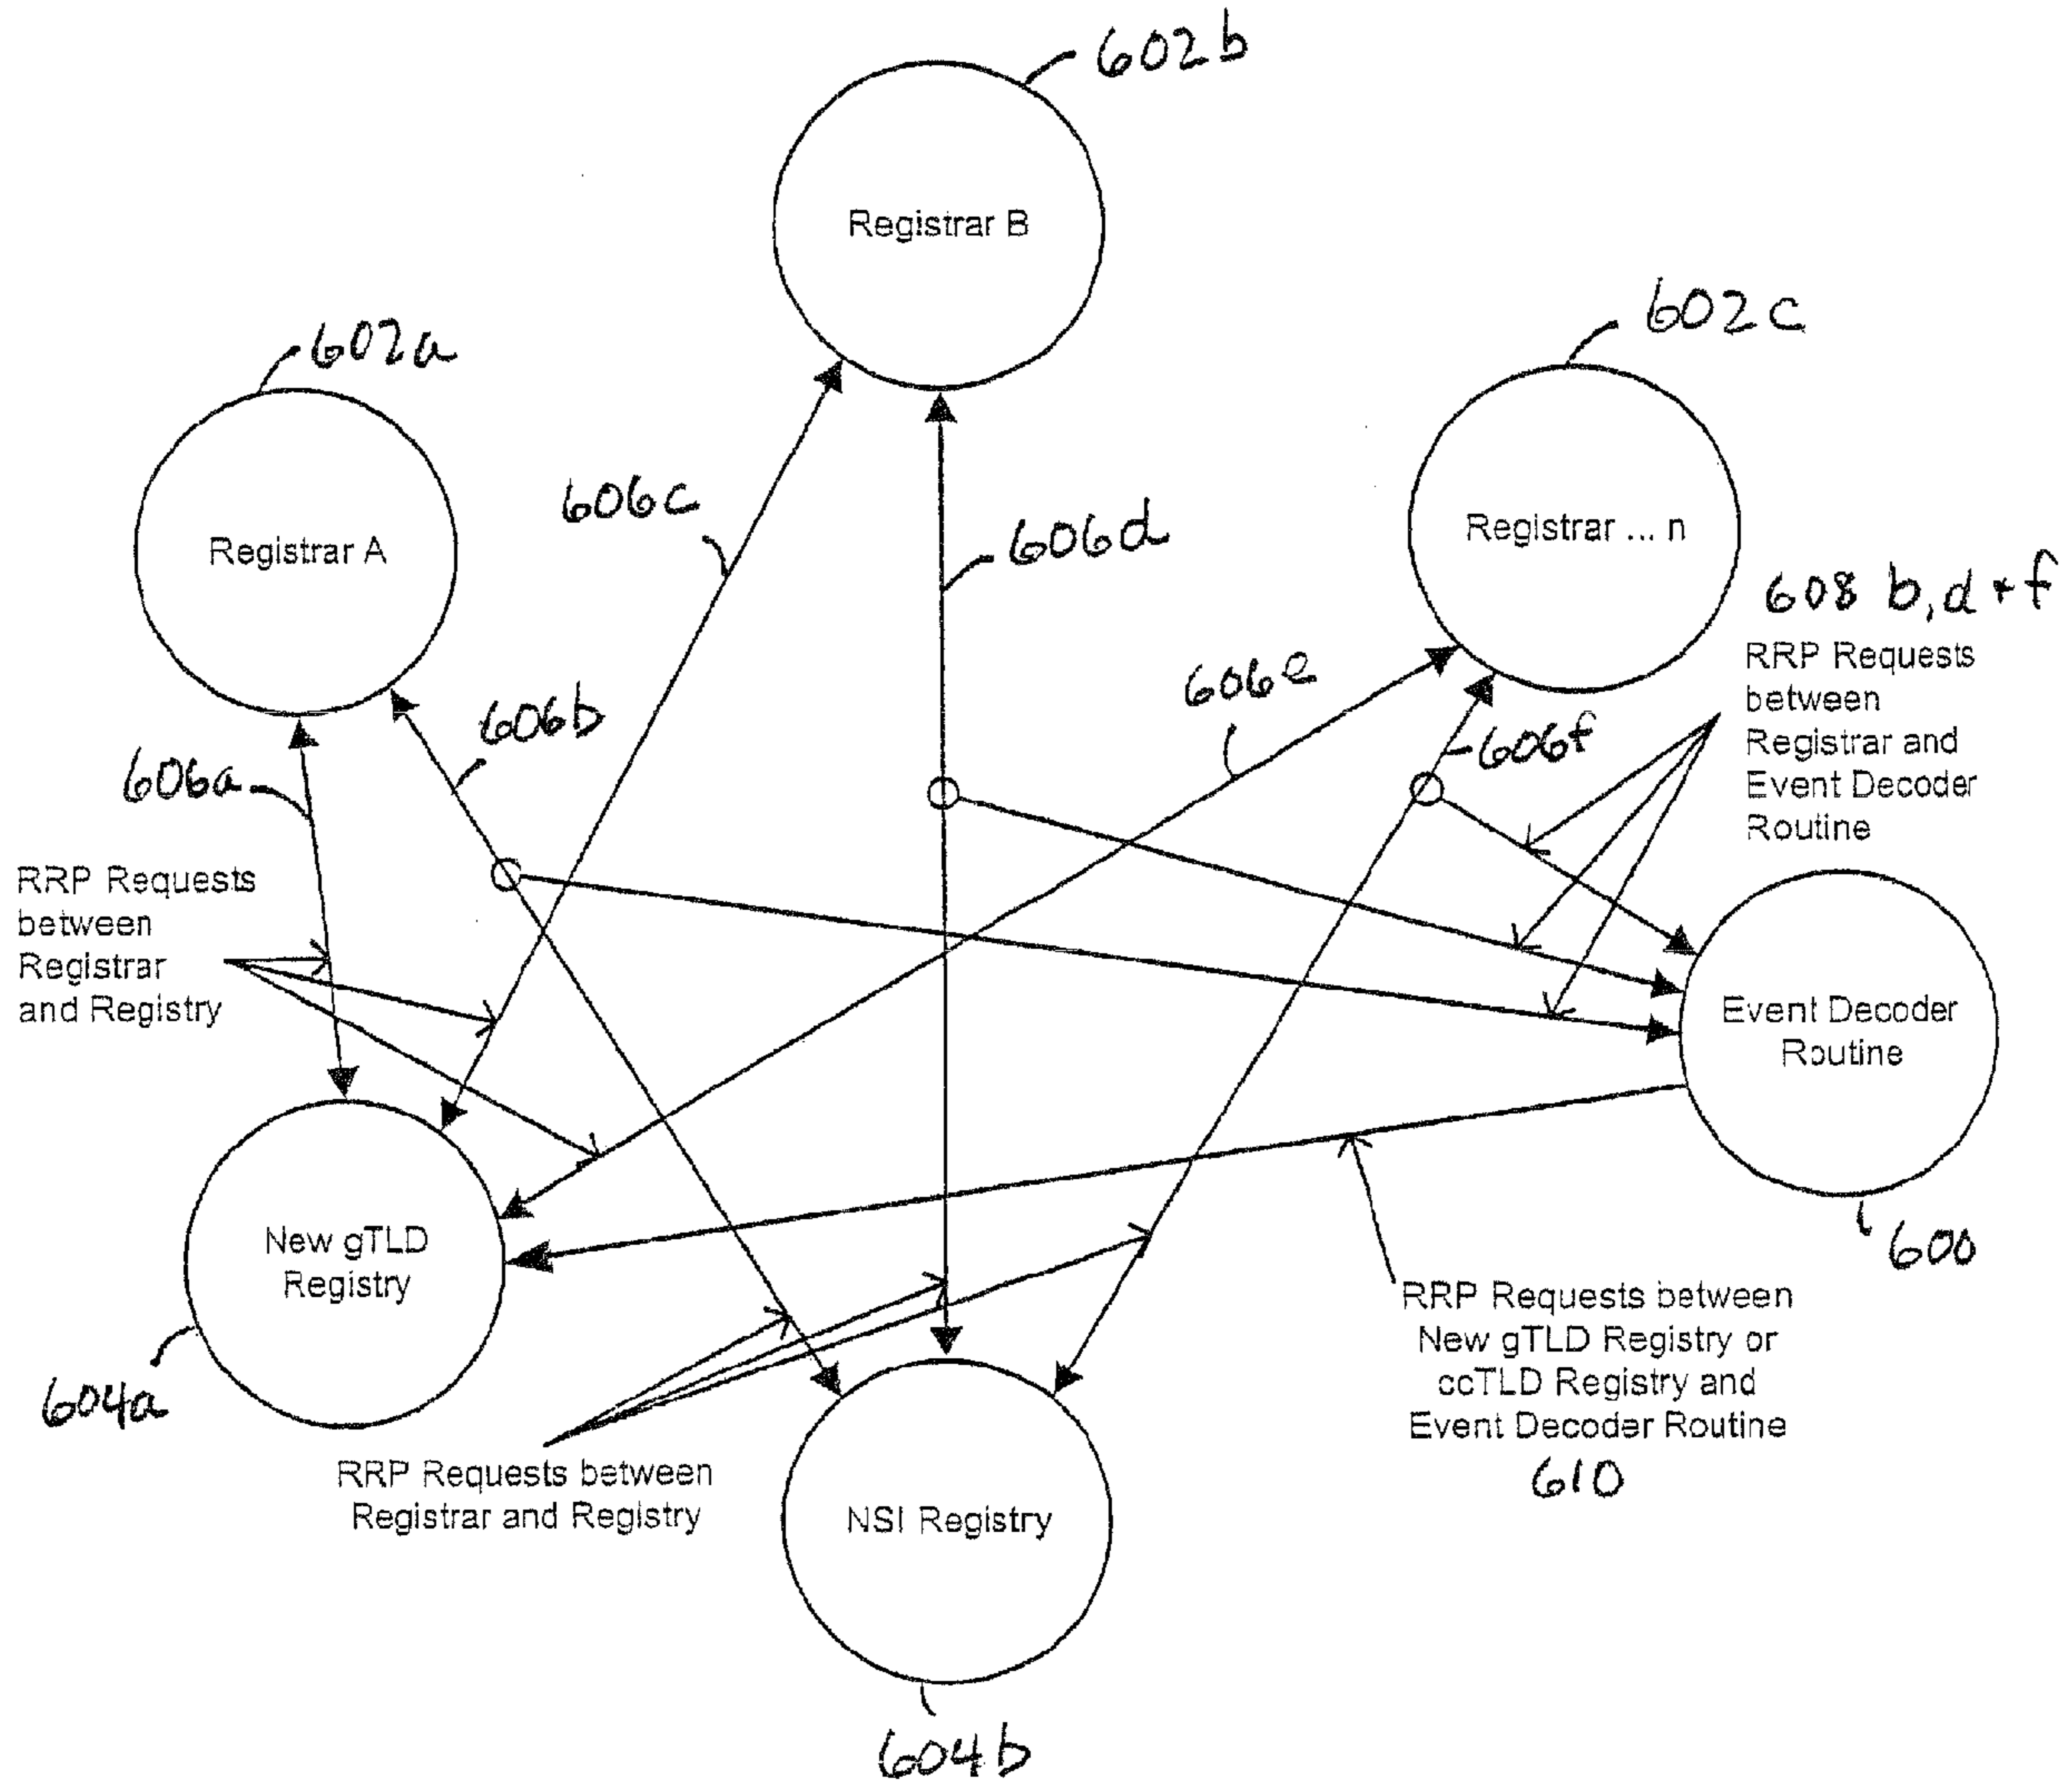 602b
Registrar B
602c
602a
Registrar ... n
606c
606d
Registrar A
608 b, d + f
RRP Requests
between
Registrar and
Event Decoder
Routine
606e
606b
606f
606a
RRP Requests
between
Registrar
and Registry
Event Decoder
Routine
New gTLD
Registry
600
RRP Requests between
New gTLD Registry or
ccTLD Registry and
Event Decoder Routine
610
604a
RRP Requests between
Registrar and Registry
NSI Registry
604b